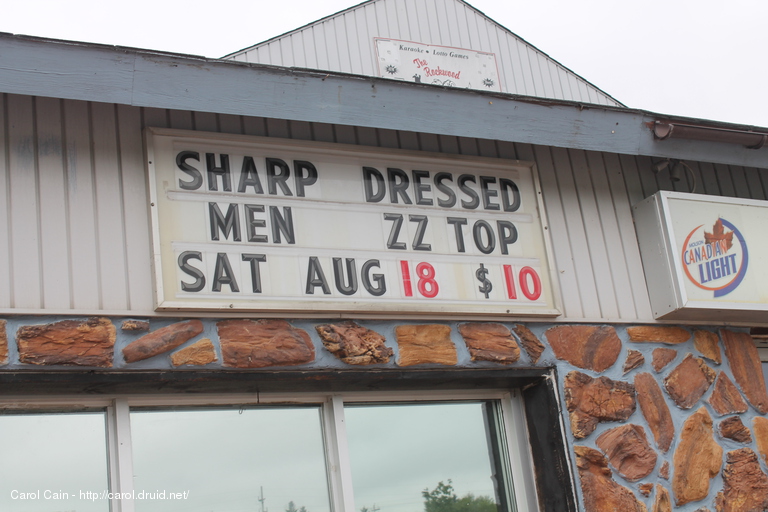 Karaoke • Lotto Games
The
Rockwood
SHARP DRESSED
MEN ZZ TOP
SAT AUG 18 $10
MOLSON
CANADIAN
LIGHT
Carol Cain - http://carol.druid.net/